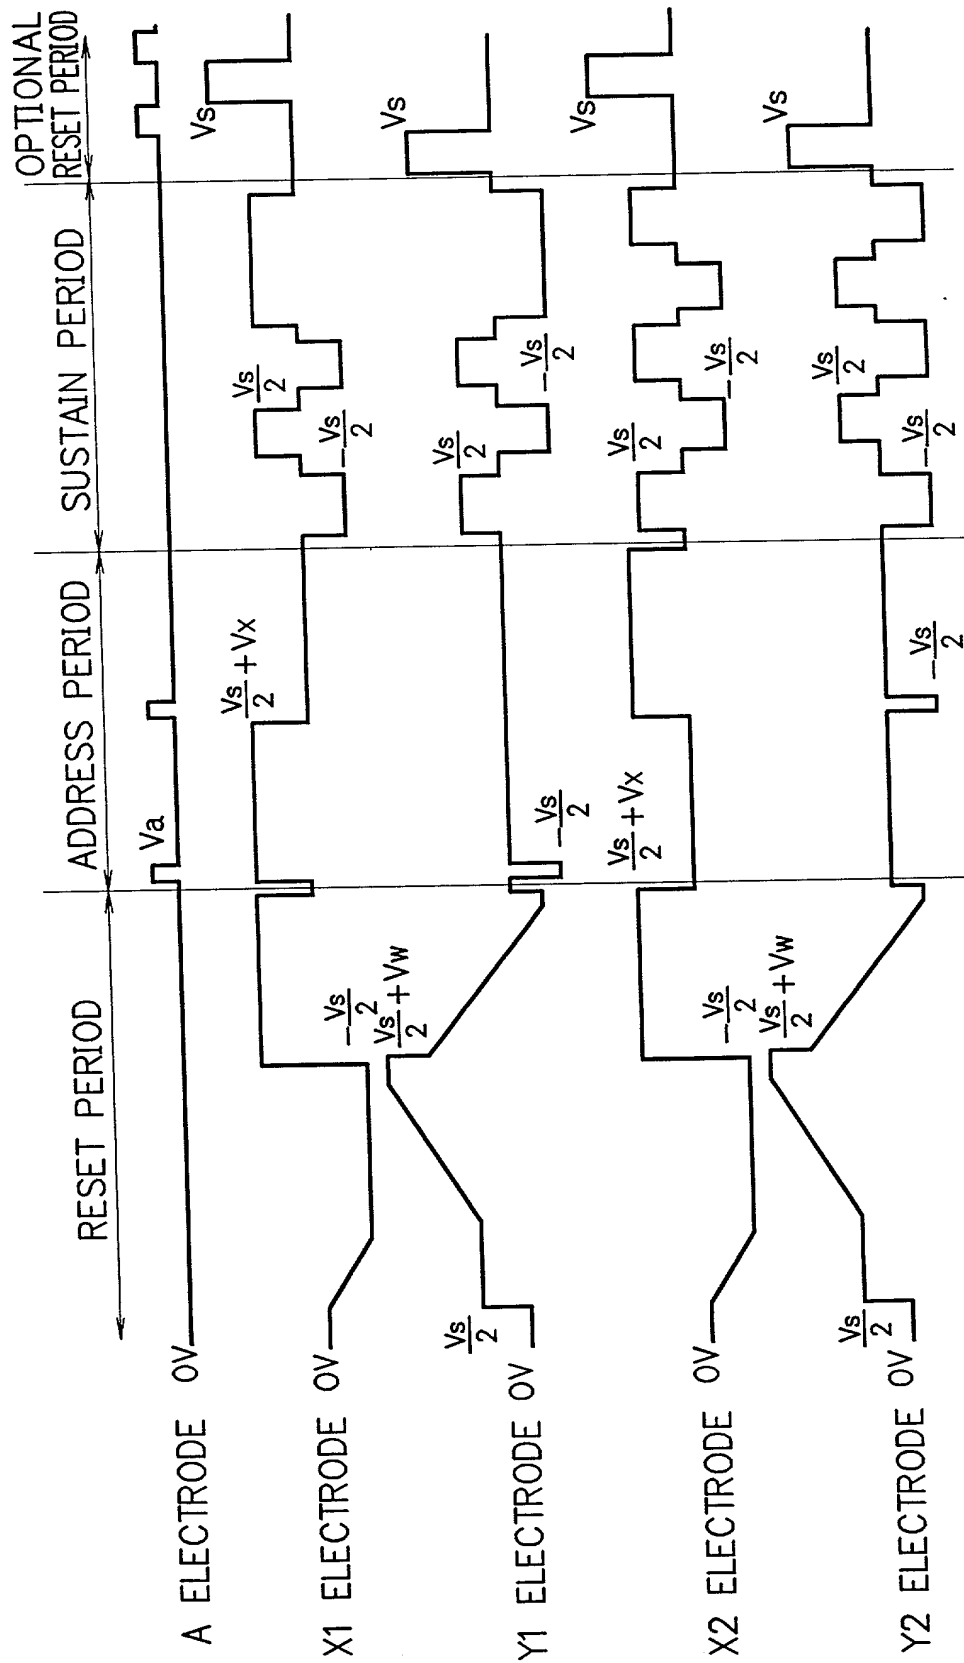 RESET PERIOD
ADDRESS PERIOD
SUSTAIN PERIOD
OPTIONAL
RESET PERIOD
A ELECTRODE 0V
Va
X1 ELECTRODE 0V
-Vs/2
Vs/2 +Vx
-Vs/2
Vs/2
Vs
Y1 ELECTRODE 0V
Vs/2
Vs/2 +Vw
-Vs/2
Vs/2
-Vs/2
Vs
X2 ELECTRODE 0V
-Vs/2
Vs/2 +Vx
Vs/2
-Vs/2
Vs
Y2 ELECTRODE 0V
Vs/2
Vs/2 +Vw
-Vs/2
-Vs/2
Vs/2
Vs